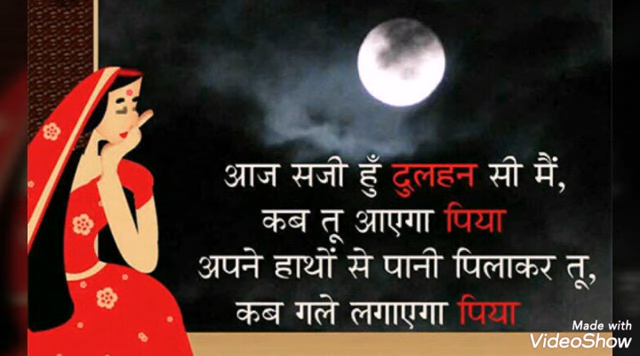 आज सजी हुँ दुलहन सी मैं,
कब तू आएगा पिया
अपने हाथों से पानी पिलाकर तू,
कब गले लगाएगा पिया
Made with
VideoShow